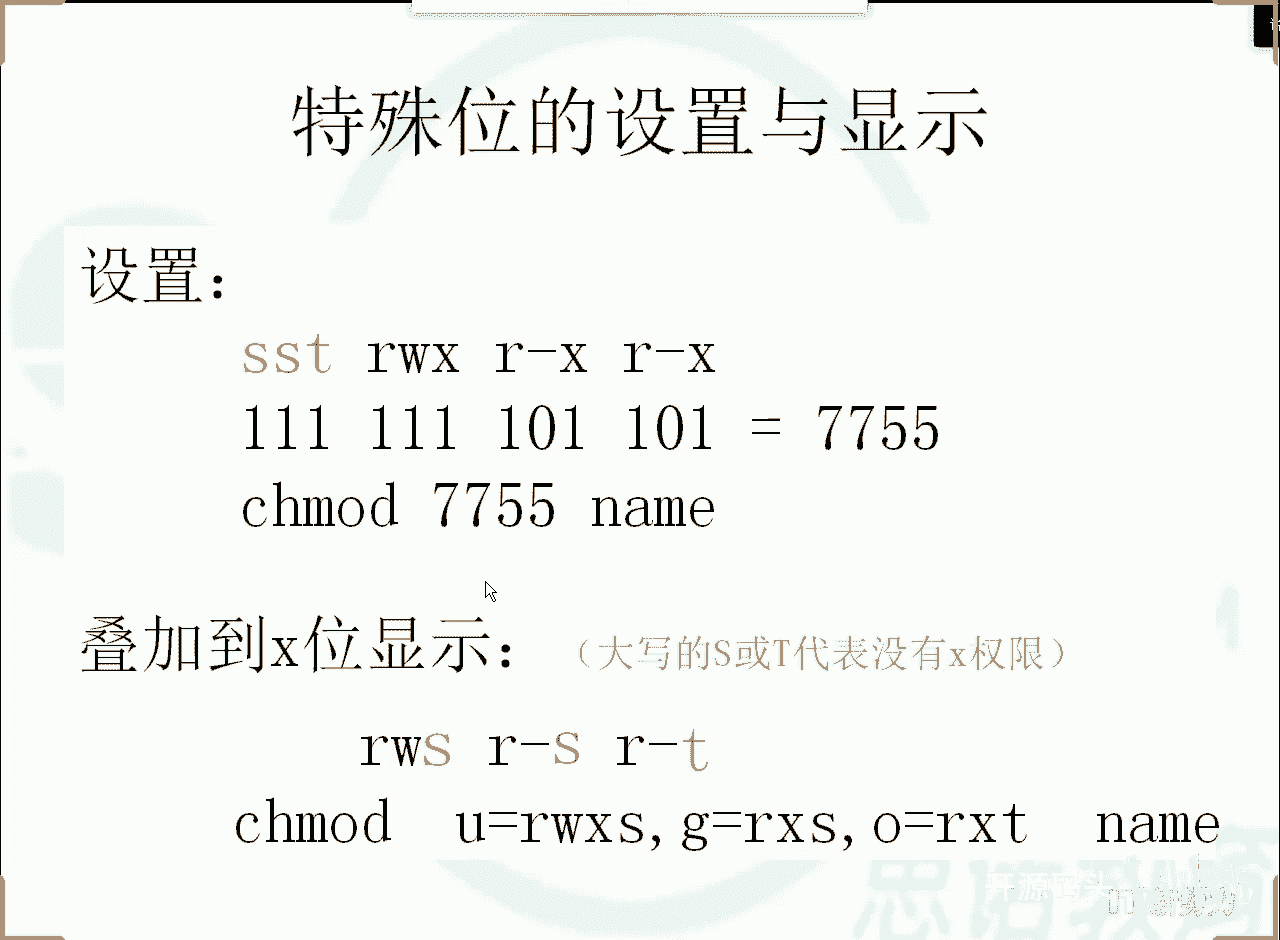 特殊位的设置与显示
设置：
sst rwx r-x r-x
111 111 101 101 = 7755
chmod 7755 name
叠加到x位显示：（大写的S或T代表没有x权限）
rws r-s r-t
chmod u=rwxs,g=rxs,o=rxt name